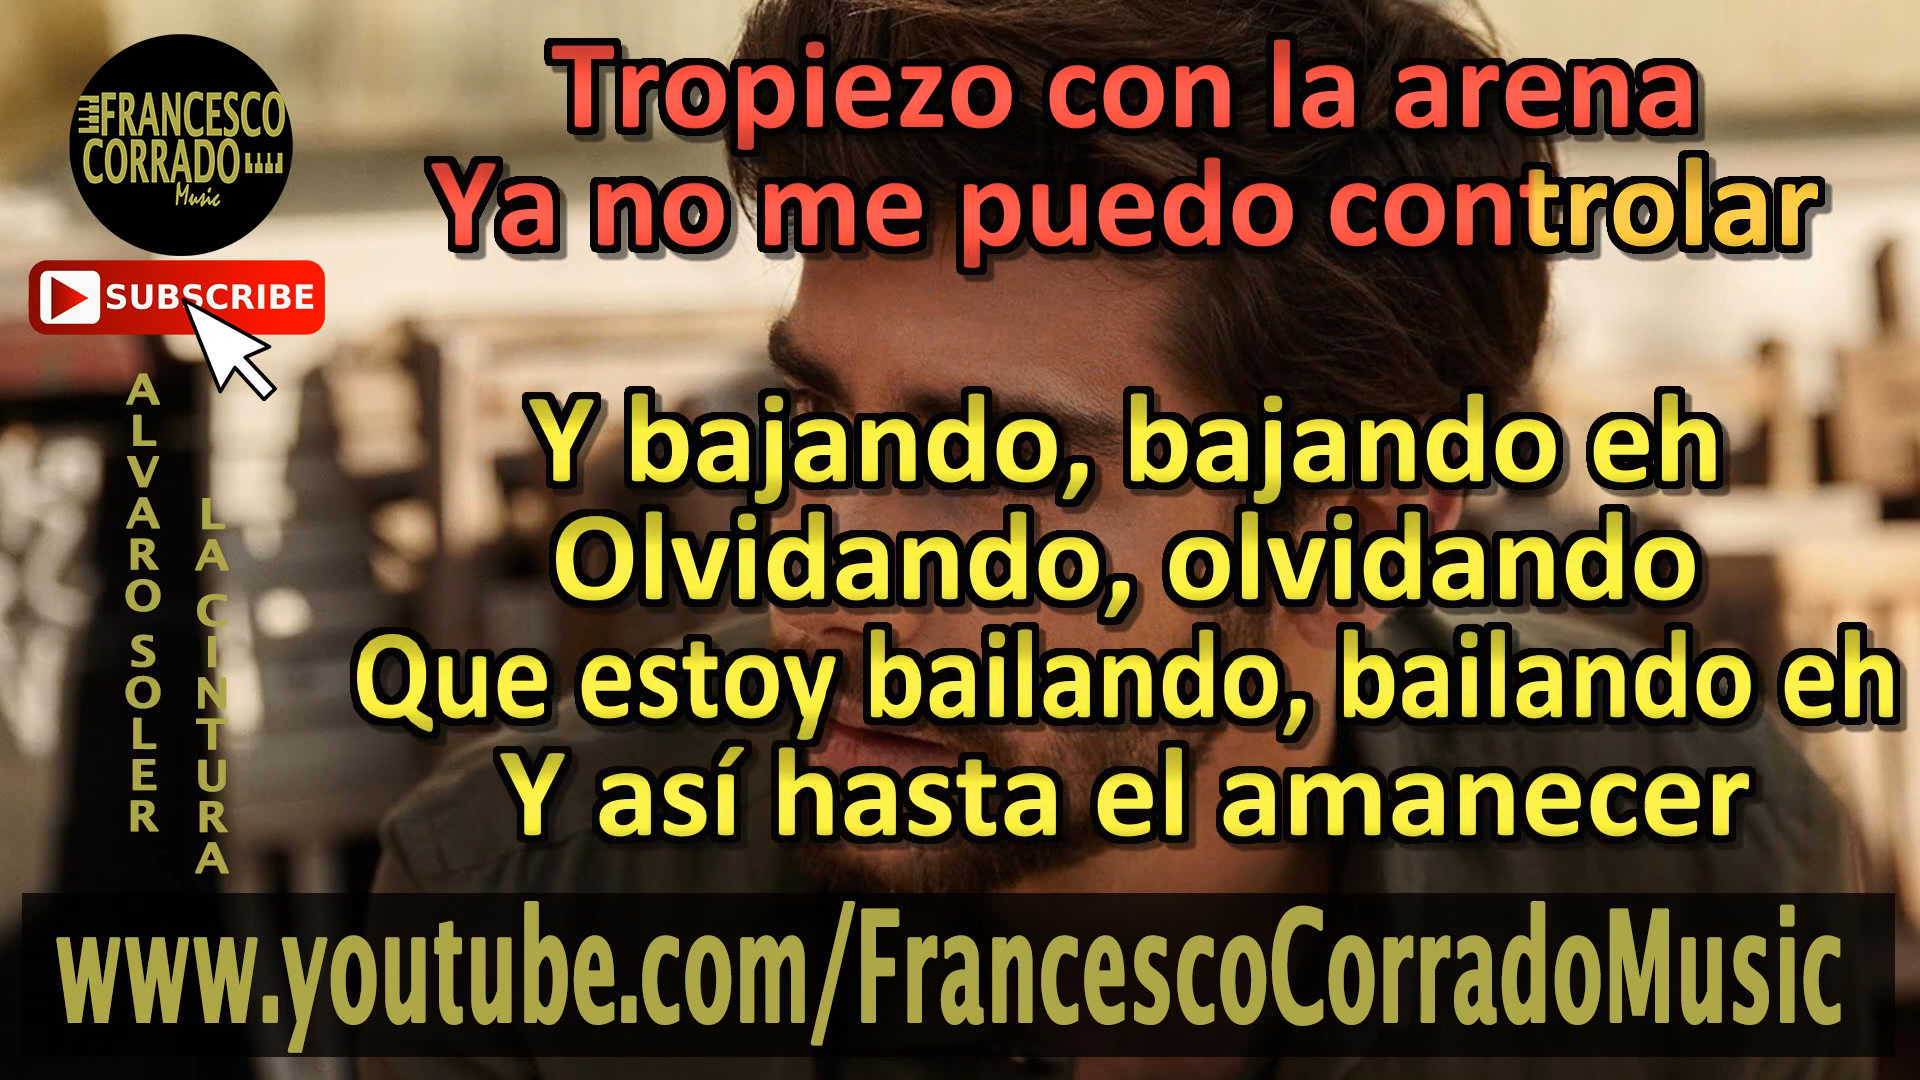 FRANCESCO
CORRADO
Music
SUBSCRIBE
Tropiezo con la arena
Ya no me puedo controlar
Y bajando, bajando eh
Olvidando, olvidando
Que estoy bailando, bailando eh
Y así hasta el amanecer
ALVARO SOLER
LA CINTURA
www.youtube.com/FrancescoCorradoMusic